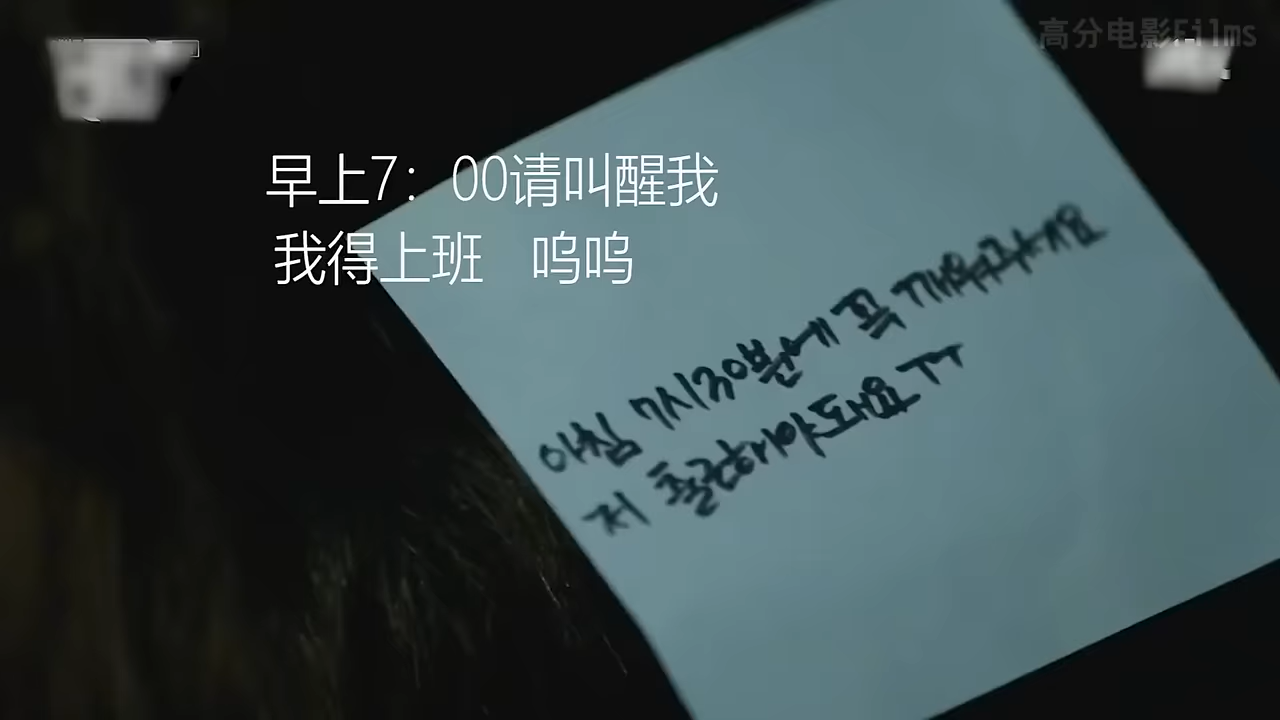 高分电影Films
早上7：00请叫醒我
我得上班 呜呜
아침 7시30분에 꼭 깨워주세요
저 출근해야돼요 ㅜㅜ